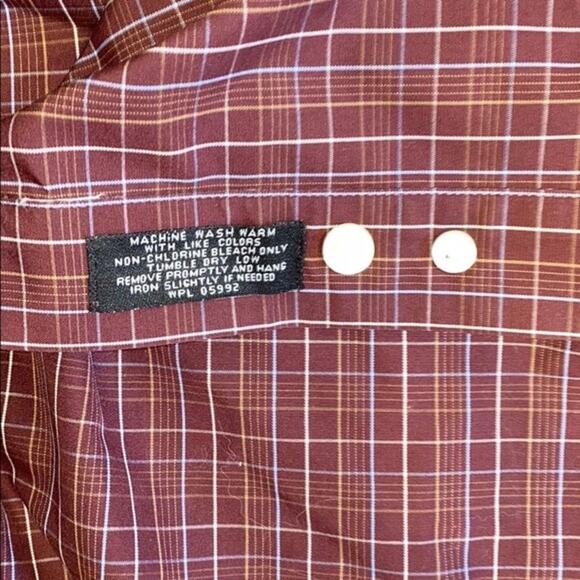 MACHINE WASH WARM
WITH LIKE COLORS
NON-CHLORINE BLEACH ONLY
TUMBLE DRY LOW
REMOVE PROMPTLY AND HANG
IRON SLIGHTLY IF NEEDED
WPL 05992